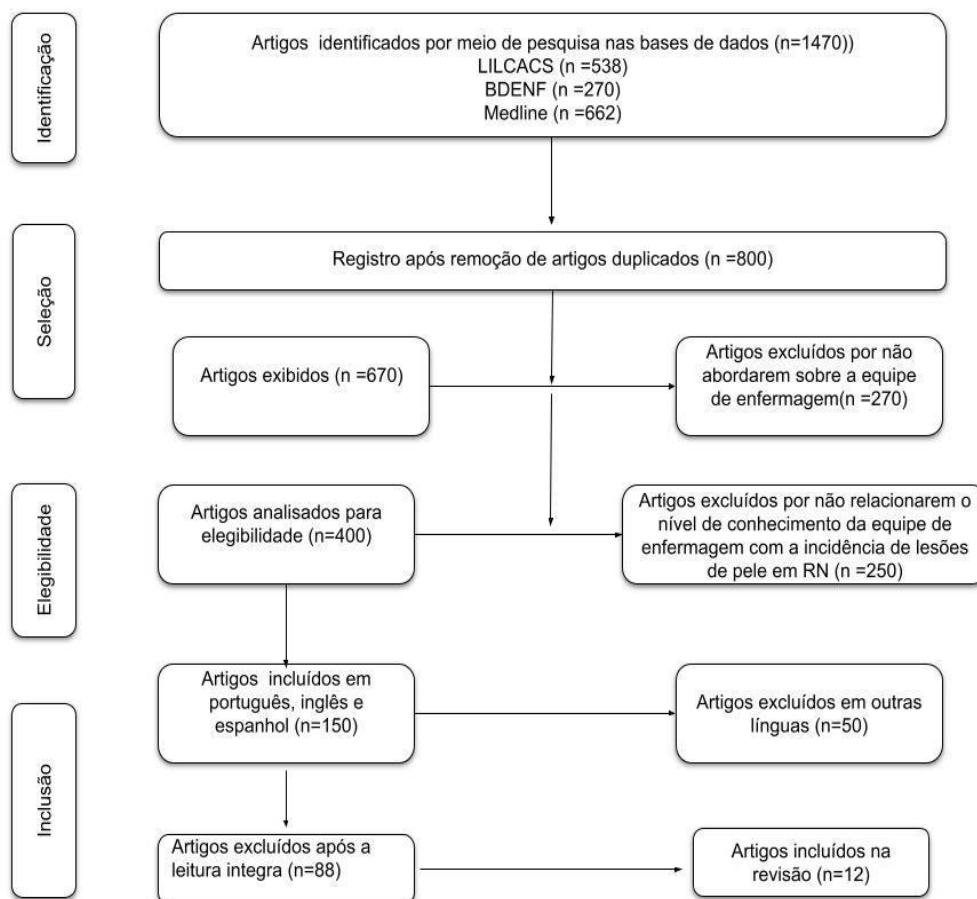 Identificação
Artigos identificados por meio de pesquisa nas bases de dados (n=1470))
LILCACS (n =538)
BDENF (n =270)
Medline (n =662)
Seleção
Registro após remoção de artigos duplicados (n =800)
Artigos exibidos (n =670)
Artigos excluídos por não
abordarem sobre a equipe
de enfermagem(n =270)
Elegibilidade
Artigos analisados para
elegibilidade (n=400)
Artigos excluídos por não relacionarem o
nível de conhecimento da equipe de
enfermagem com a incidência de lesões
de pele em RN (n =250)
Inclusão
Artigos incluídos em
português, inglês e
espanhol (n=150)
Artigos excluídos em outras
línguas (n=50)
Artigos excluídos após a
leitura integra (n=88)
Artigos incluídos na
revisão (n=12)